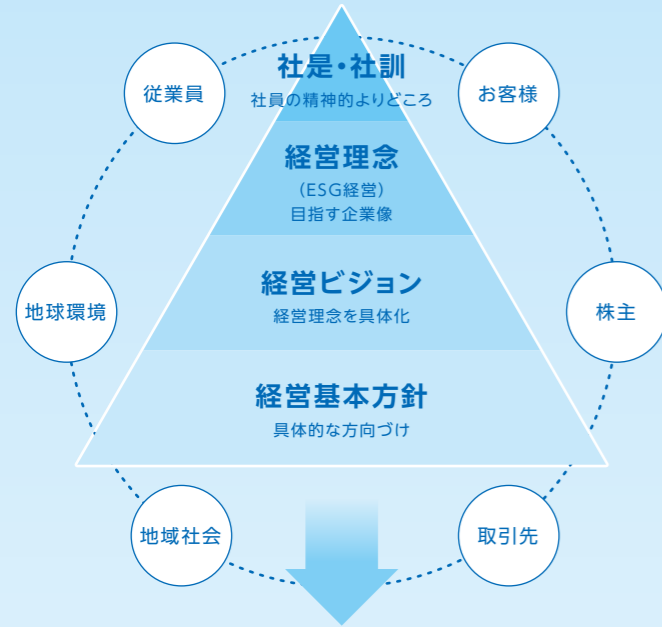 社是・社訓
社員の精神的よりどころ
従業員
お客様
経営理念
(ESG経営)
目指す企業像
経営ビジョン
経営理念を具体化
地球環境
株主
経営基本方針
具体的な方向づけ
地域社会
取引先